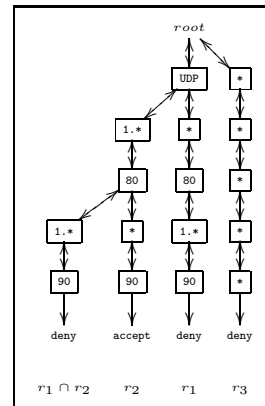 root
UDP *
1.* * *
80 80 *
1.* * 1.* *
90 90 90 *
deny accept deny deny
r1 ∩ r2 r2 r1 r3